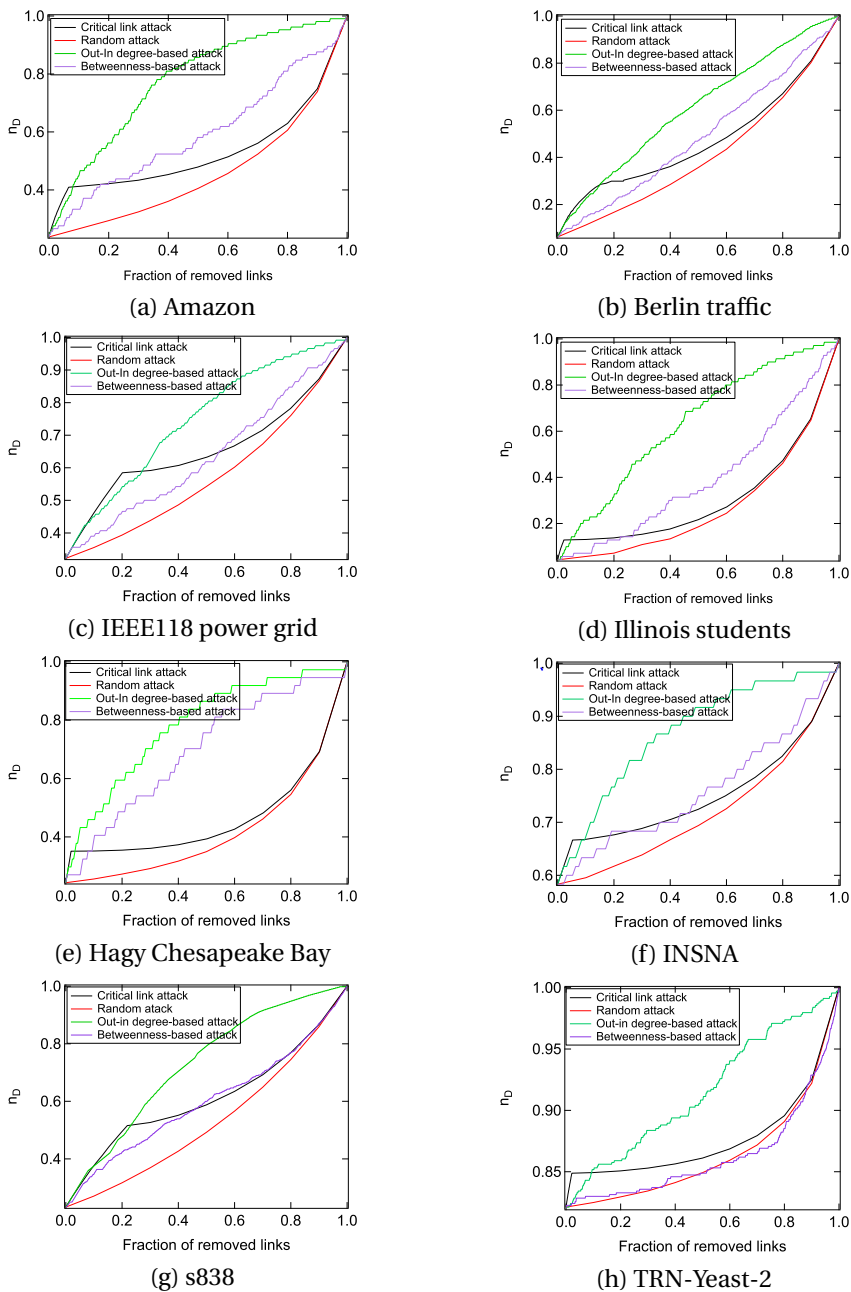 1.0
0.8
0.6
0.4
n_D
Critical link attack
Random attack
Out-In degree-based attack
Betweenness-based attack
0.0 0.2 0.4 0.6 0.8 1.0
Fraction of removed links
(a) Amazon
1.0
0.8
0.6
0.4
0.2
n_D
Critical link attack
Random attack
Out-In degree-based attack
Betweenness-based attack
0.0 0.2 0.4 0.6 0.8 1.0
Fraction of removed links
(b) Berlin traffic
1.0
0.9
0.8
0.7
0.6
0.5
0.4
n_D
Critical link attack
Random attack
Out-In degree-based attack
Betweenness-based attack
0.0 0.2 0.4 0.6 0.8 1.0
Fraction of removed links
(c) IEEE118 power grid
1.0
0.8
0.6
0.4
0.2
n_D
Critical link attack
Random attack
Out-In degree-based attack
Betweenness-based attack
0.0 0.2 0.4 0.6 0.8 1.0
Fraction of removed links
(d) Illinois students
1.0
0.8
0.6
0.4
n_D
Critical link attack
Random attack
Out-In degree-based attack
Betweenness-based attack
0.0 0.2 0.4 0.6 0.8 1.0
Fraction of removed links
(e) Hagy Chesapeake Bay
1.0
0.9
0.8
0.7
0.6
n_D
Critical link attack
Random attack
Out-In degree-based attack
Betweenness-based attack
0.0 0.2 0.4 0.6 0.8 1.0
Fraction of removed links
(f) INSNA
1.0
0.8
0.6
0.4
n_D
Critical link attack
Random attack
Out-in degree-based attack
Betweenness-based attack
0.0 0.2 0.4 0.6 0.8 1.0
Fraction of removed links
(g) s838
1.00
0.95
0.90
0.85
n_D
Critical link attack
Random attack
Out-in degree-based attack
Betweenness-based attack
0.0 0.2 0.4 0.6 0.8 1.0
Fraction of removed links
(h) TRN-Yeast-2